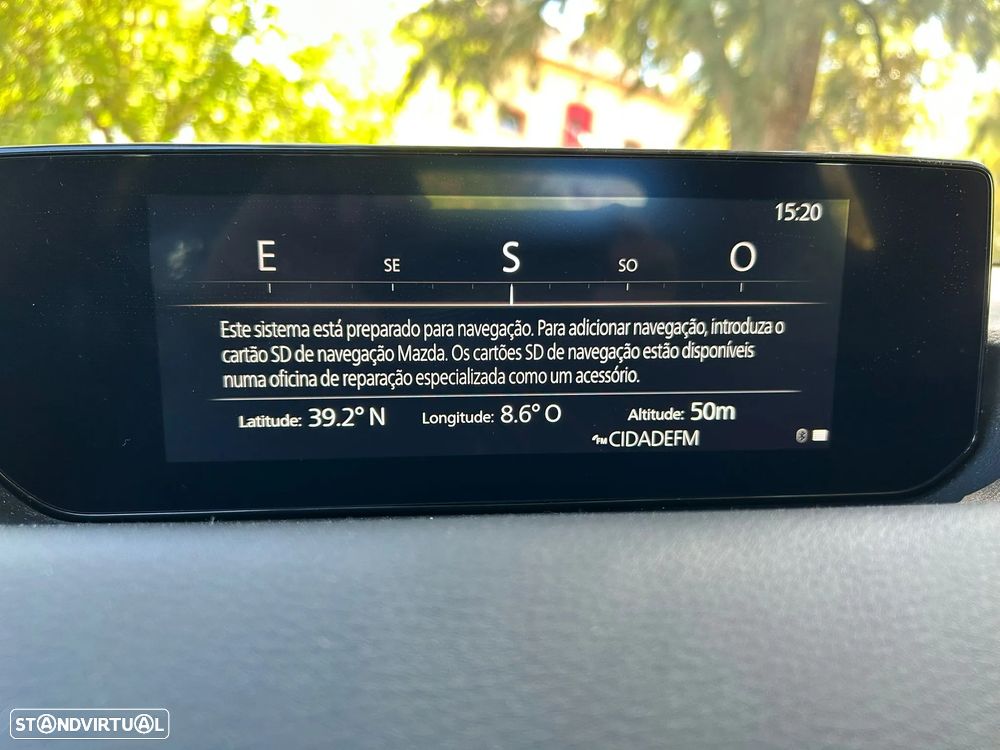 15:20
E SE S SO O
Este sistema está preparado para navegação. Para adicionar navegação, introduza o
cartão SD de navegação Mazda. Os cartões SD de navegação estão disponíveis
numa oficina de reparação especializada como um acessório.
Latitude: 39.2° N Longitude: 8.6° O Altitude: 50m
FM CIDADEFM
STANDVIRTUAL